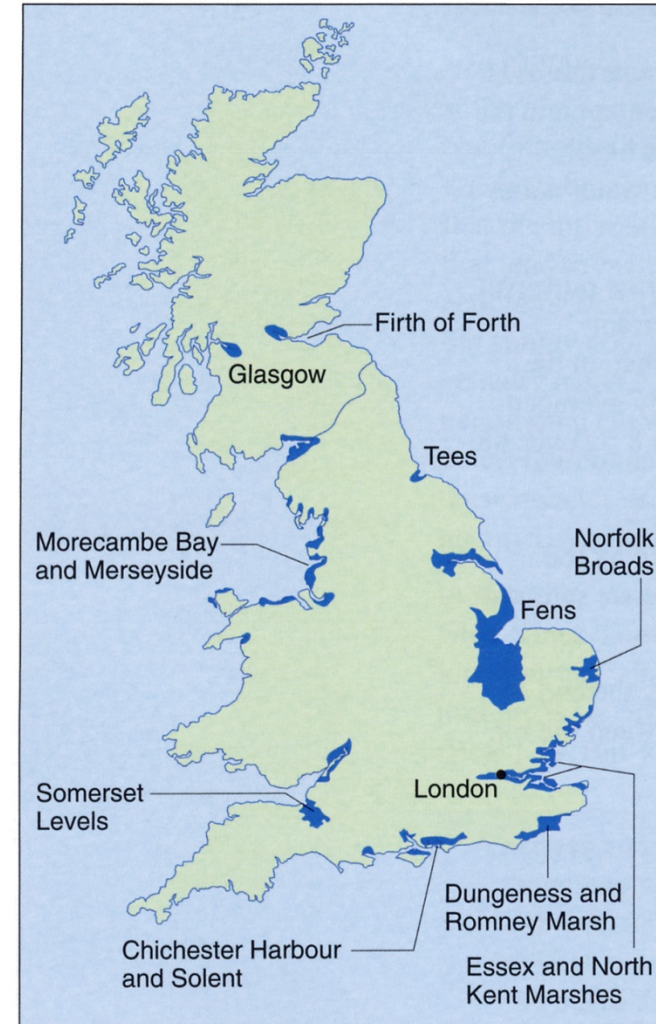 Firth of Forth
Glasgow
Tees
Morecambe Bay
and Merseyside
Norfolk
Broads
Fens
London
Somerset
Levels
Dungeness and
Romney Marsh
Chichester Harbour
and Solent
Essex and North
Kent Marshes